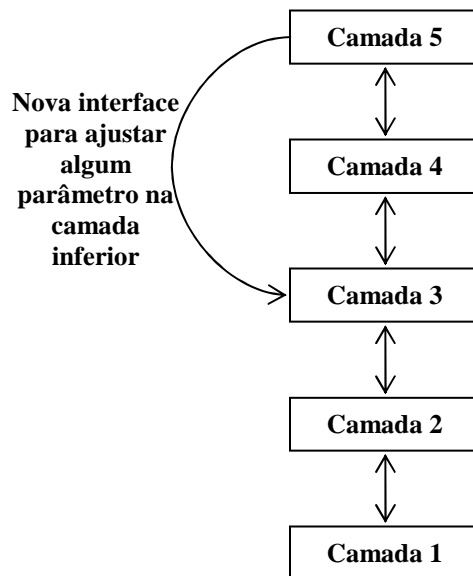 Camada 5
Nova interface
para ajustar
algum
parâmetro na
camada
inferior
Camada 4
Camada 3
Camada 2
Camada 1